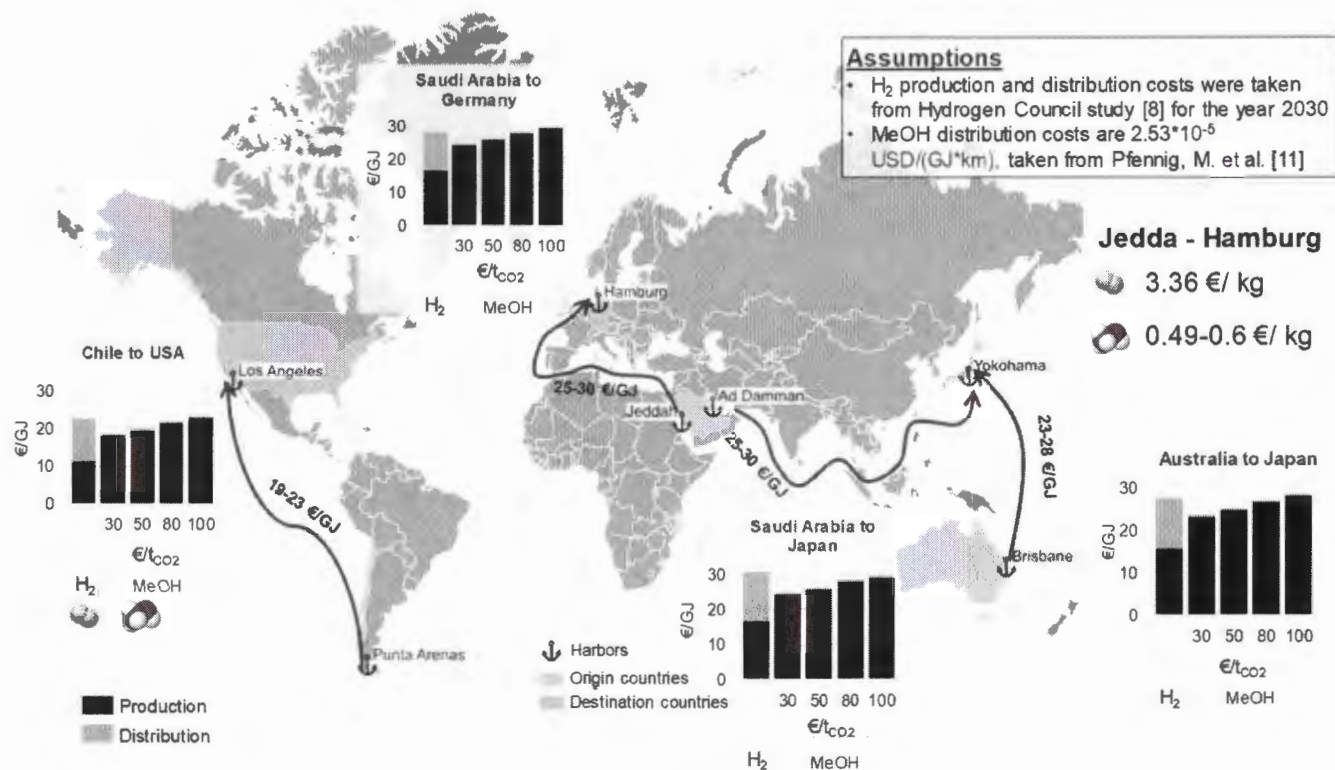 Assumptions
• H₂ production and distribution costs were taken
from Hydrogen Council study [8] for the year 2030
• MeOH distribution costs are 2.53*10⁻⁵
USD/(GJ*km), taken from Pfennig, M. et al. [11]
Saudi Arabia to
Germany
30
20
10
0
€/GJ
30 50 80 100
€/tCO2
H₂ MeOH
Jedda - Hamburg
3.36 €/ kg
0.49-0.6 €/ kg
Chile to USA
30
20
10
0
€/GJ
30 50 80 100
€/tCO2
H₂ MeOH
Los Angeles
19-23 €/GJ
Punta Arenas
Hamburg
25-30 €/GJ
Jeddah
Ad Damman
25-30 €/GJ
Yokohama
23-28 €/GJ
Brisbane
Saudi Arabia to
Japan
30
20
10
0
€/GJ
30 50 80 100
€/tCO2
H₂ MeOH
Australia to Japan
30
20
10
0
€/GJ
30 50 80 100
€/tCO2
H₂ MeOH
Harbors
Origin countries
Destination countries
Production
Distribution